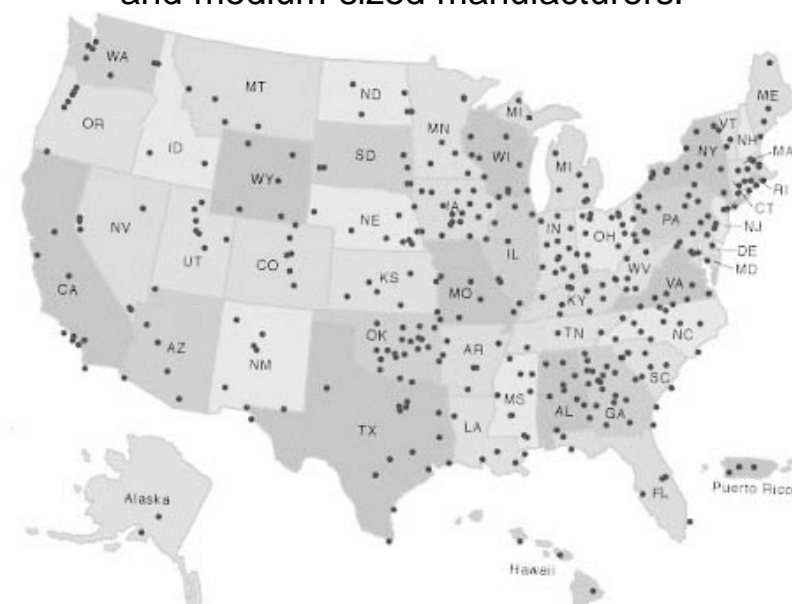 and medium-sized manufacturers.
WA
MT
ND
MN
MI
ME
VT
NH
OR
ID
SD
WI
MI
NY
MA
WY
RI
CT
IA
NE
PA
NV
IN
OH
NJ
UT
IL
DE
CO
WV
MD
KS
MO
VA
CA
KY
OK
TN
NC
AZ
NM
AR
SC
MS
AL
GA
TX
LA
Alaska
FL
Puerto Rico
Hawaii